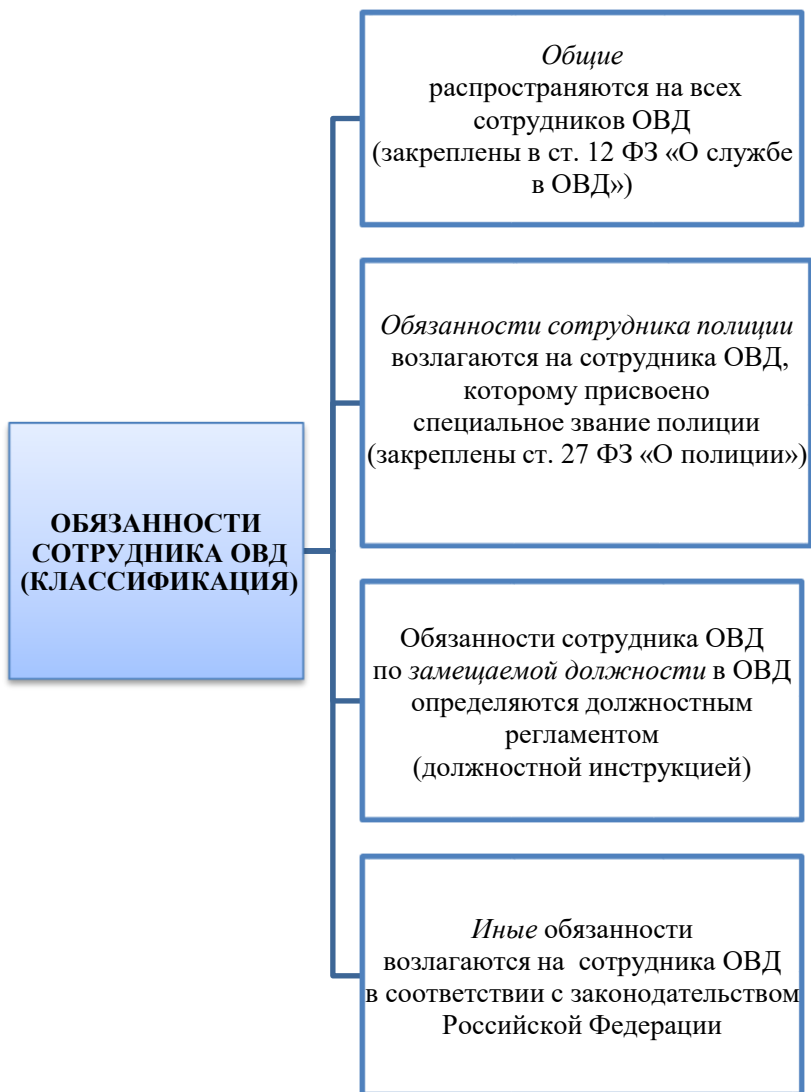 Общие
распространяются на всех
сотрудников ОВД
(закреплены в ст. 12 ФЗ «О службе
в ОВД»)
Обязанности сотрудника полиции
возлагаются на сотрудника ОВД,
которому присвоено
специальное звание полиции
(закреплены ст. 27 ФЗ «О полиции»)
ОБЯЗАННОСТИ
СОТРУДНИКА ОВД
(КЛАССИФИКАЦИЯ)
Обязанности сотрудника ОВД
по замещаемой должности в ОВД
определяются должностным
регламентом
(должностной инструкцией)
Иные обязанности
возлагаются на сотрудника ОВД
в соответствии с законодательством
Российской Федерации